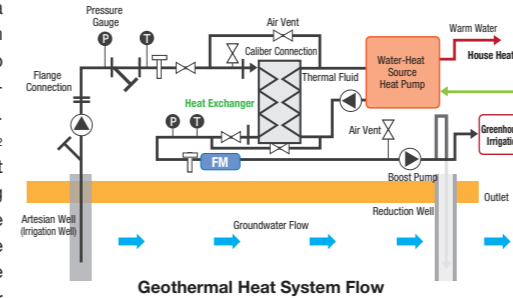 Pressure
Gauge
Air Vent
Warm Water
P
T
Caliber Connection
House Heat
Water-Heat
Source
Heat Pump
Flange
Connection
Thermal Fluid
Heat Exchanger
P
T
Air Vent
Greenhou
Irrigati
FM
Boost Pump
Artesian Well
(Irrigation Well)
Reduction Well
Outlet
Groundwater Flow
Geothermal Heat System Flow